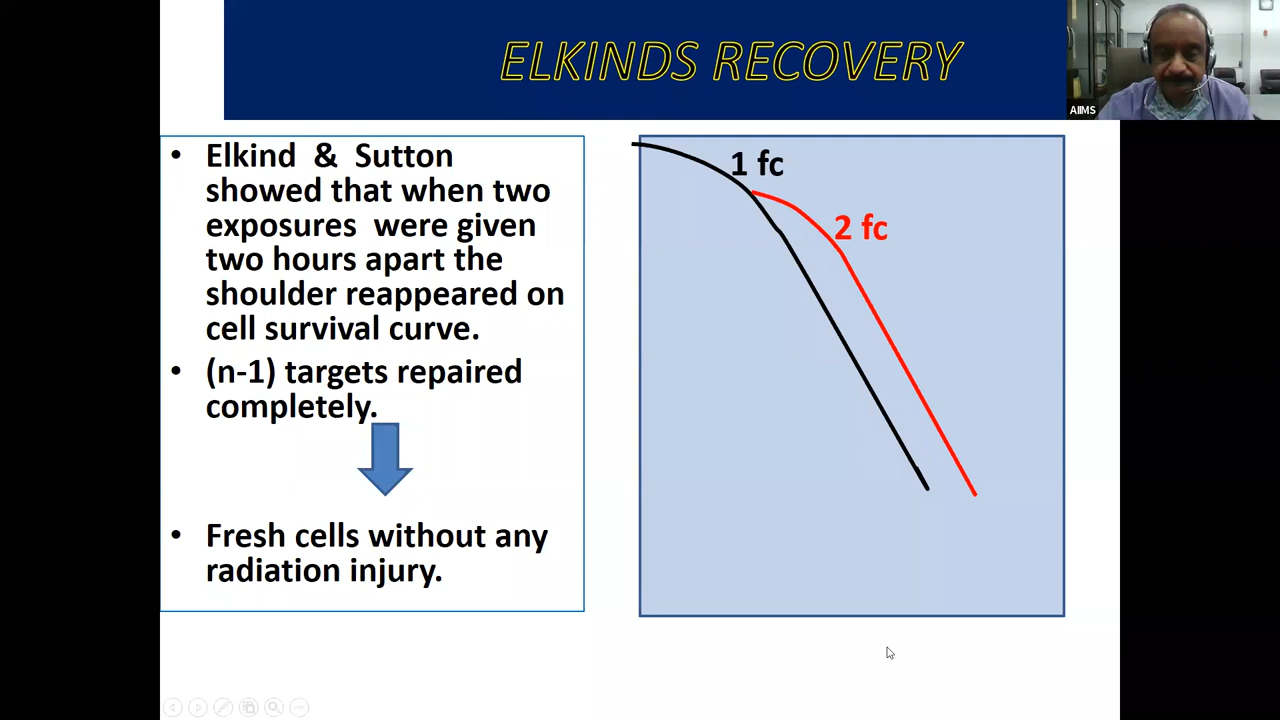 ELKINDS RECOVERY
AIIMS
• Elkind & Sutton
showed that when two
exposures were given
two hours apart the
shoulder reappeared on
cell survival curve.
• (n-1) targets repaired
completely.
• Fresh cells without any
radiation injury.
1 fc
2 fc